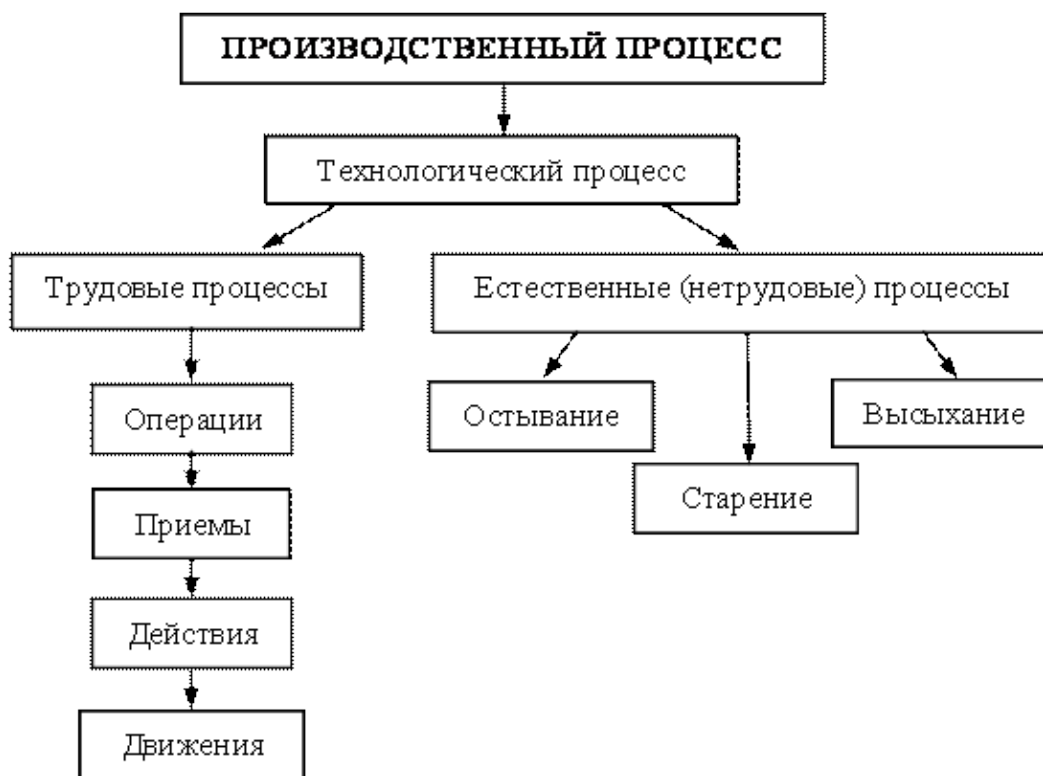 ПРОИЗВОДСТВЕННЫЙ ПРОЦЕСС
Технологический процесс
Трудовые процессы
Естественные (нетрудовые) процессы
Операции
Остывание
Высыхание
Старение
Приемы
Действия
Движения